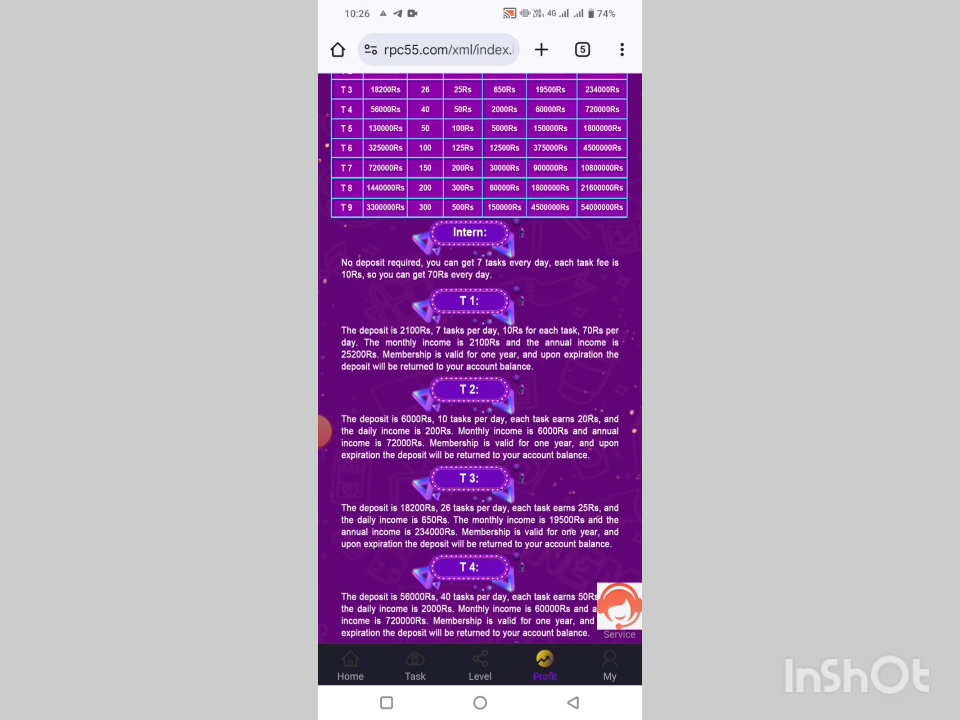 10:26
4G
74%
rpc55.com/xml/index.
5
T 3 18200Rs 26 25Rs 650Rs 19500Rs 234000Rs
T 4 56000Rs 40 50Rs 2000Rs 60000Rs 720000Rs
T 5 130000Rs 50 100Rs 5000Rs 150000Rs 1800000Rs
T 6 325000Rs 100 125Rs 12500Rs 375000Rs 4500000Rs
T 7 720000Rs 150 200Rs 30000Rs 900000Rs 10800000Rs
T 8 1440000Rs 200 300Rs 60000Rs 1800000Rs 21600000Rs
T 9 3300000Rs 300 500Rs 150000Rs 4500000Rs 54000000Rs
Intern:
No deposit required, you can get 7 tasks every day, each task fee is
10Rs, so you can get 70Rs every day.
T 1:
The deposit is 2100Rs, 7 tasks per day, 10Rs for each task, 70Rs per
day. The monthly income is 2100Rs and the annual income is
25200Rs. Membership is valid for one year, and upon expiration the
deposit will be returned to your account balance.
T 2:
The deposit is 6000Rs, 10 tasks per day, each task earns 20Rs, and
the daily income is 200Rs. Monthly income is 6000Rs and annual
income is 72000Rs. Membership is valid for one year, and upon
expiration the deposit will be returned to your account balance.
T 3:
The deposit is 18200Rs, 26 tasks per day, each task earns 25Rs, and
the daily income is 650Rs. The monthly income is 19500Rs and the
annual income is 234000Rs. Membership is valid for one year, and
upon expiration the deposit will be returned to your account balance.
T 4:
The deposit is 56000Rs, 40 tasks per day, each task earns 50Rs
the daily income is 2000Rs. Monthly income is 60000Rs and a
income is 720000Rs. Membership is valid for one year, and
expiration the deposit will be returned to your account balance.
Service
Home Task Level Profit My
InShOt